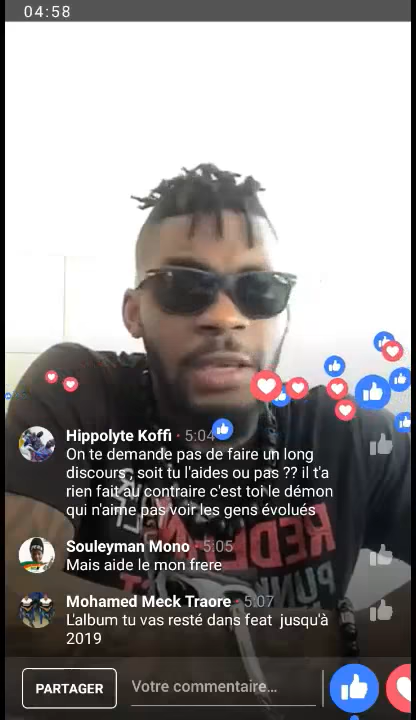 04:58
Hippolyte Koffi · 5:04
On te demande pas de faire un long
discours , soit tu l'aides ou pas ?? il t'a
rien fait au contraire c'est toi le démon
qui n'aime pas voir les gens évolués
Souleyman Mono · 5:05
Mais aide le mon frere
Mohamed Meck Traore · 5:07
L'album tu vas resté dans feat jusqu'à
2019
PARTAGER
Votre commentaire...